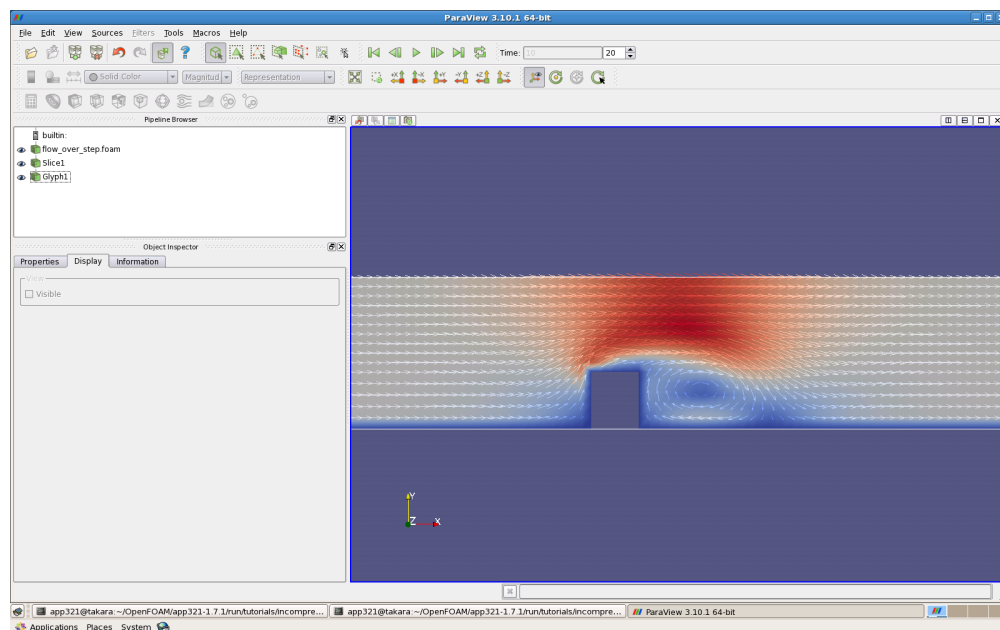 ParaView 3.10.1 64-bit
File Edit View Sources Filters Tools Macros Help
Time: 10 20
Solid Color Magnitud Representation
Pipeline Browser
builtin:
flow_over_step.foam
Slice1
Glyph1
Object Inspector
Properties Display Information
View
Visible
Y
Z X
app321@takara:~/OpenFOAM/app321-1.7.1/run/tutorials/incompre... app321@takara:~/OpenFOAM/app321-1.7.1/run/tutorials/incompre... ParaView 3.10.1 64-bit
Applications Places System